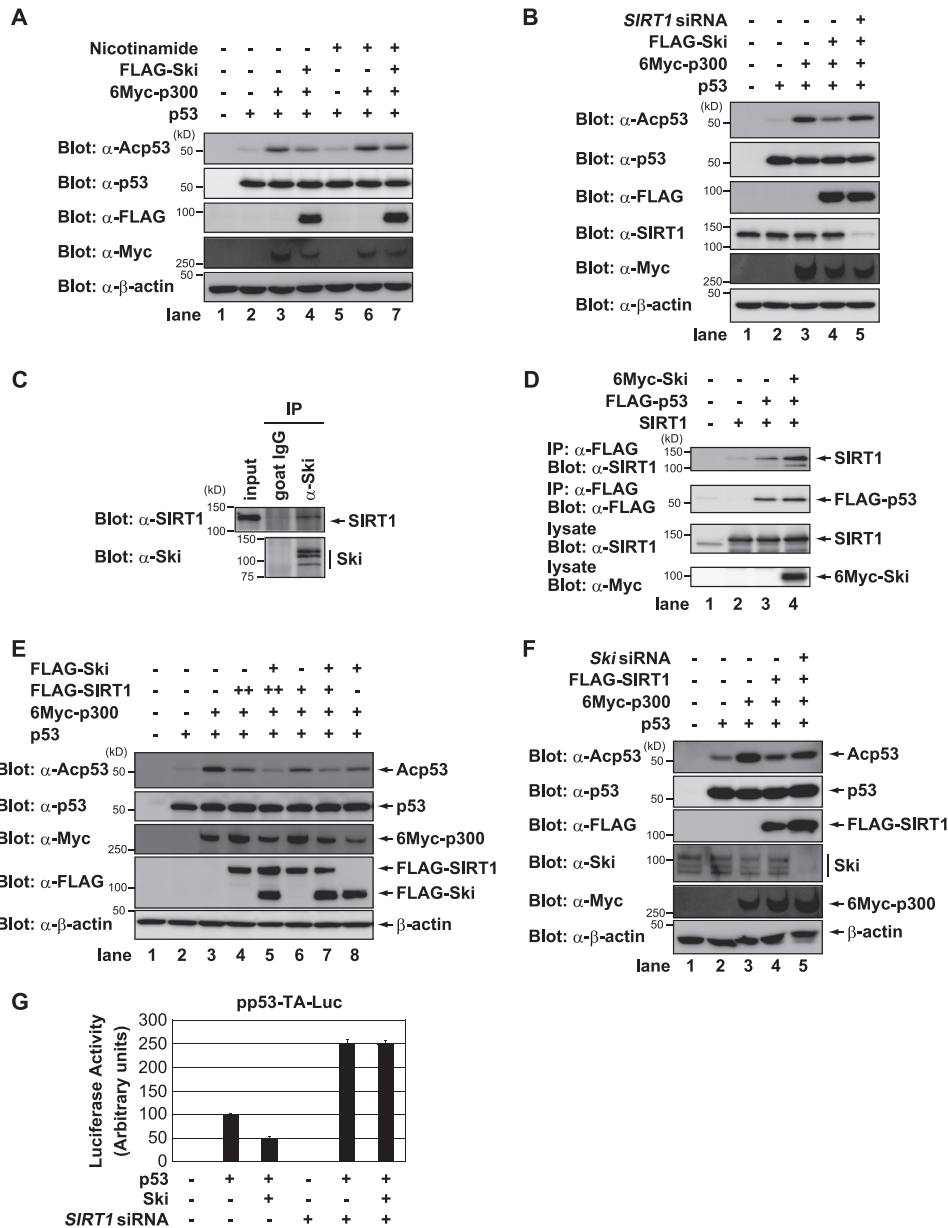 A
Nicotinamide - - - - + + +
FLAG-Ski - - - + - - +
6Myc-p300 - - + + - + +
p53 - + + + + + +
(kD)
Blot: α-Acp53 50
Blot: α-p53 50
Blot: α-FLAG 100
Blot: α-Myc 250
Blot: α-β-actin 50
lane 1 2 3 4 5 6 7
B
SIRT1 siRNA - - - - +
FLAG-Ski - - - + +
6Myc-p300 - - + + +
p53 - + + + +
(kD)
Blot: α-Acp53 50
Blot: α-p53 50
Blot: α-FLAG 100
Blot: α-SIRT1 150 100
Blot: α-Myc 250
Blot: α-β-actin 50
lane 1 2 3 4 5
C
IP
input goat IgG α-Ski
(kD)
Blot: α-SIRT1 150 100 SIRT1
Blot: α-Ski 150 100 75 Ski
D
6Myc-Ski - - - +
FLAG-p53 - - + +
SIRT1 - + + +
(kD)
IP: α-FLAG
Blot: α-SIRT1 150 100 SIRT1
IP: α-FLAG
Blot: α-FLAG 50 FLAG-p53
lysate
Blot: α-SIRT1 150 100 SIRT1
lysate
Blot: α-Myc 100 6Myc-Ski
lane 1 2 3 4
E
FLAG-Ski - - - - + - + +
FLAG-SIRT1 - - - ++ ++ + + -
6Myc-p300 - - + + + + + +
p53 - + + + + + + +
(kD)
Blot: α-Acp53 50 Acp53
Blot: α-p53 50 p53
Blot: α-Myc 250 6Myc-p300
Blot: α-FLAG 150 100 FLAG-SIRT1
FLAG-Ski
Blot: α-β-actin 50 β-actin
lane 1 2 3 4 5 6 7 8
F
Ski siRNA - - - - +
FLAG-SIRT1 - - - + +
6Myc-p300 - - + + +
p53 - + + + +
(kD)
Blot: α-Acp53 50 Acp53
Blot: α-p53 50 p53
Blot: α-FLAG 100 FLAG-SIRT1
Blot: α-Ski 100 Ski
Blot: α-Myc 250 6Myc-p300
Blot: α-β-actin 50 β-actin
lane 1 2 3 4 5
G
pp53-TA-Luc
Luciferase Activity
(Arbitrary units)
300
250
200
150
100
50
0
p53 - + + - + +
Ski - - + - - +
SIRT1 siRNA - - - + + +